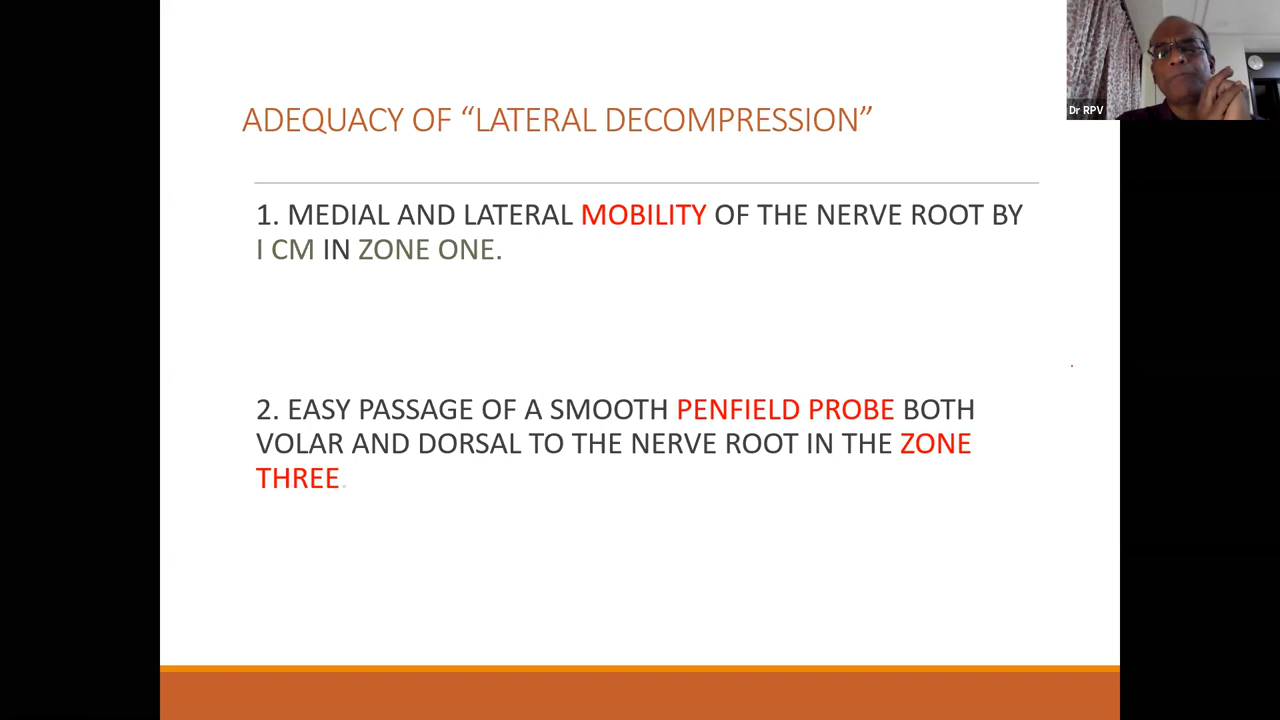 Dr RPV
ADEQUACY OF “LATERAL DECOMPRESSION”
1. MEDIAL AND LATERAL MOBILITY OF THE NERVE ROOT BY
I CM IN ZONE ONE.
2. EASY PASSAGE OF A SMOOTH PENFIELD PROBE BOTH
VOLAR AND DORSAL TO THE NERVE ROOT IN THE ZONE
THREE.